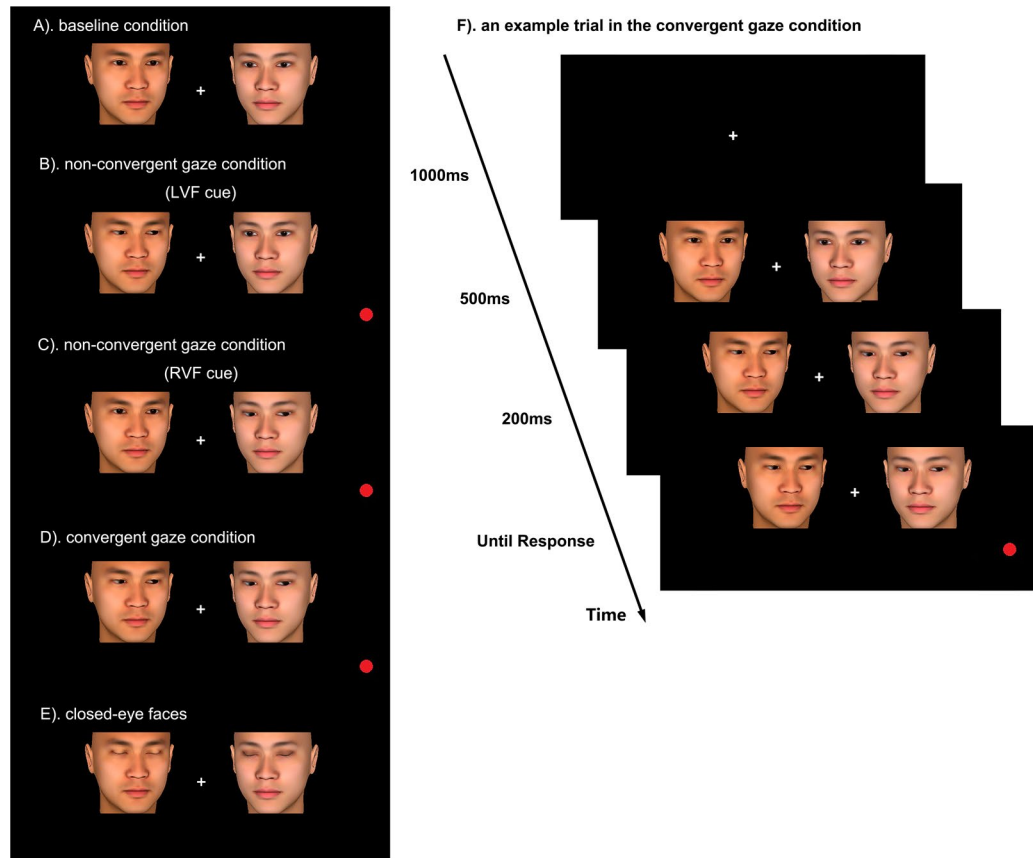 A). baseline condition
+
B). non-convergent gaze condition
(LVF cue)
+
C). non-convergent gaze condition
(RVF cue)
+
D). convergent gaze condition
+
E). closed-eye faces
+
F). an example trial in the convergent gaze condition
+
1000ms
+
500ms
+
200ms
+
Until Response
Time